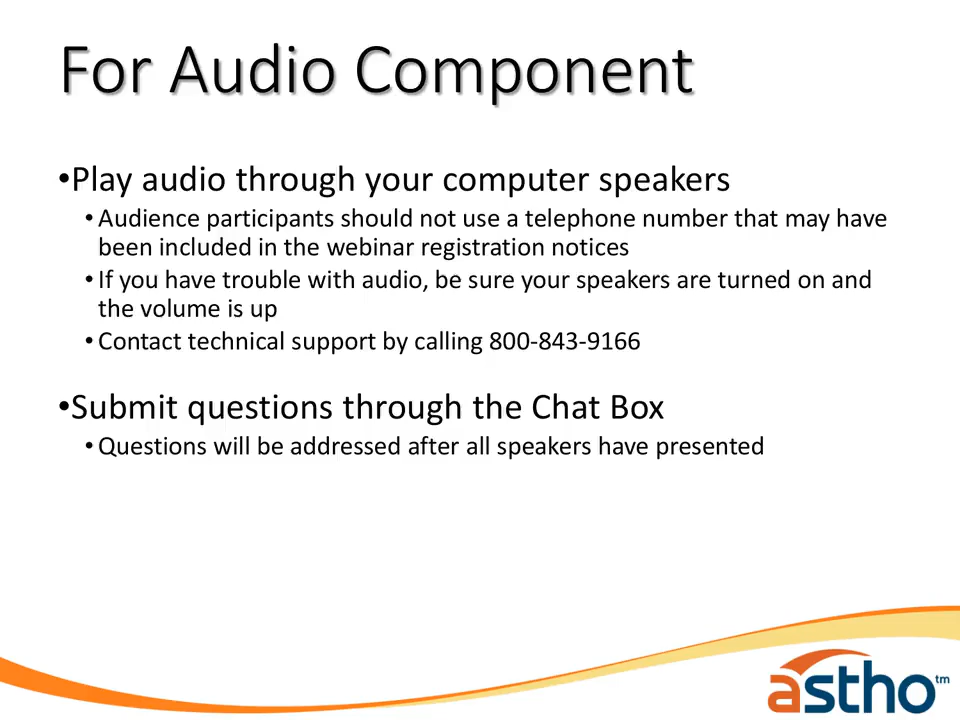 For Audio Component
•Play audio through your computer speakers
• Audience participants should not use a telephone number that may have
been included in the webinar registration notices
• If you have trouble with audio, be sure your speakers are turned on and
the volume is up
• Contact technical support by calling 800-843-9166
•Submit questions through the Chat Box
• Questions will be addressed after all speakers have presented
astho tm